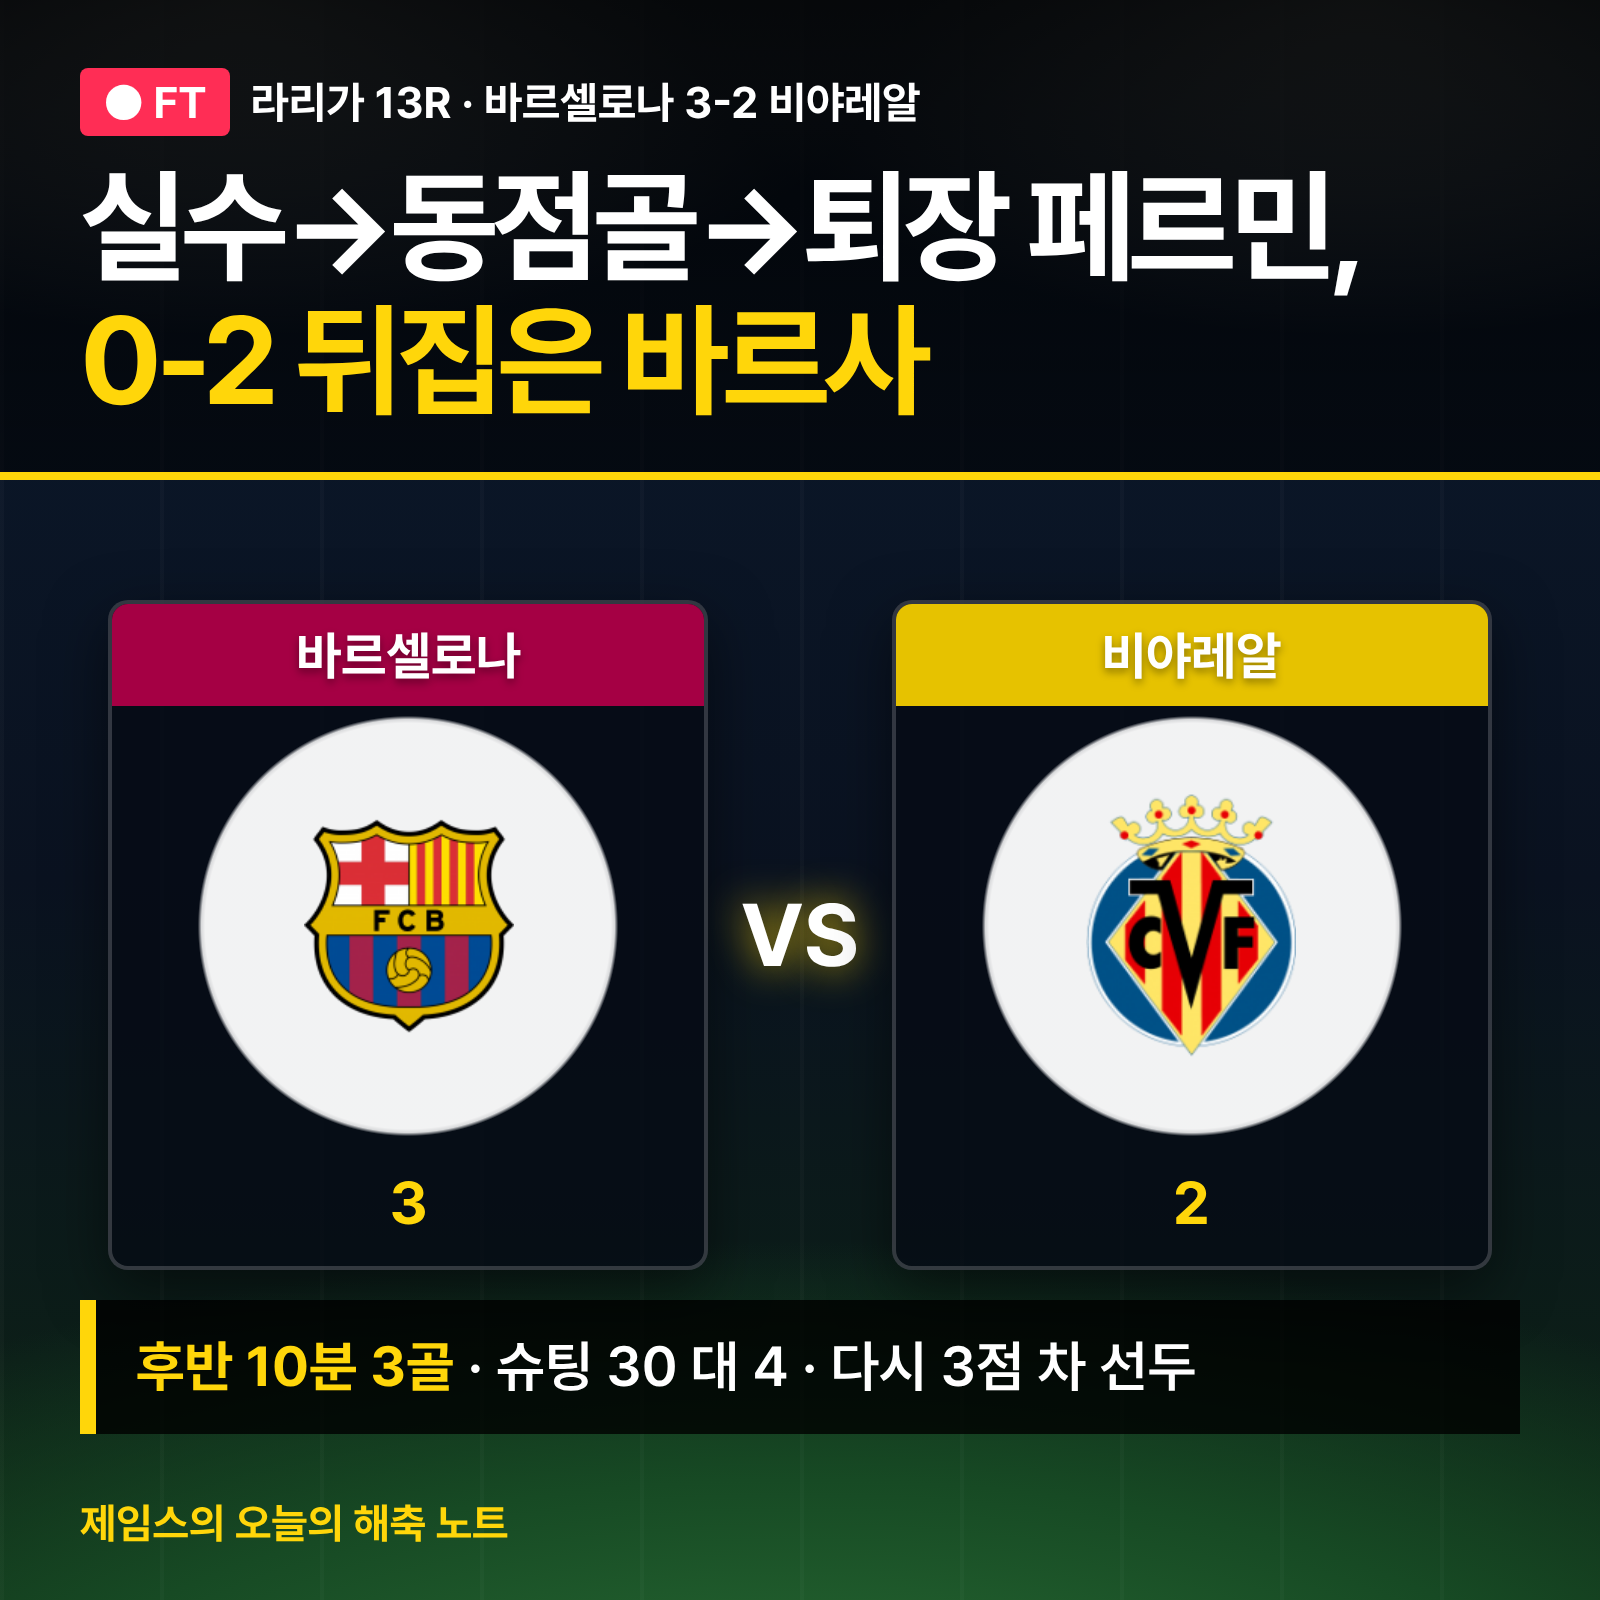 ● FT 라리가 13R · 바르셀로나 3-2 비야레알
실수→동점골→퇴장 페르민,
0-2 뒤집은 바르사
바르셀로나
FCB
3
VS
비야레알
CVF
2
후반 10분 3골 · 슈팅 30 대 4 · 다시 3점 차 선두
제임스의 오늘의 해축 노트